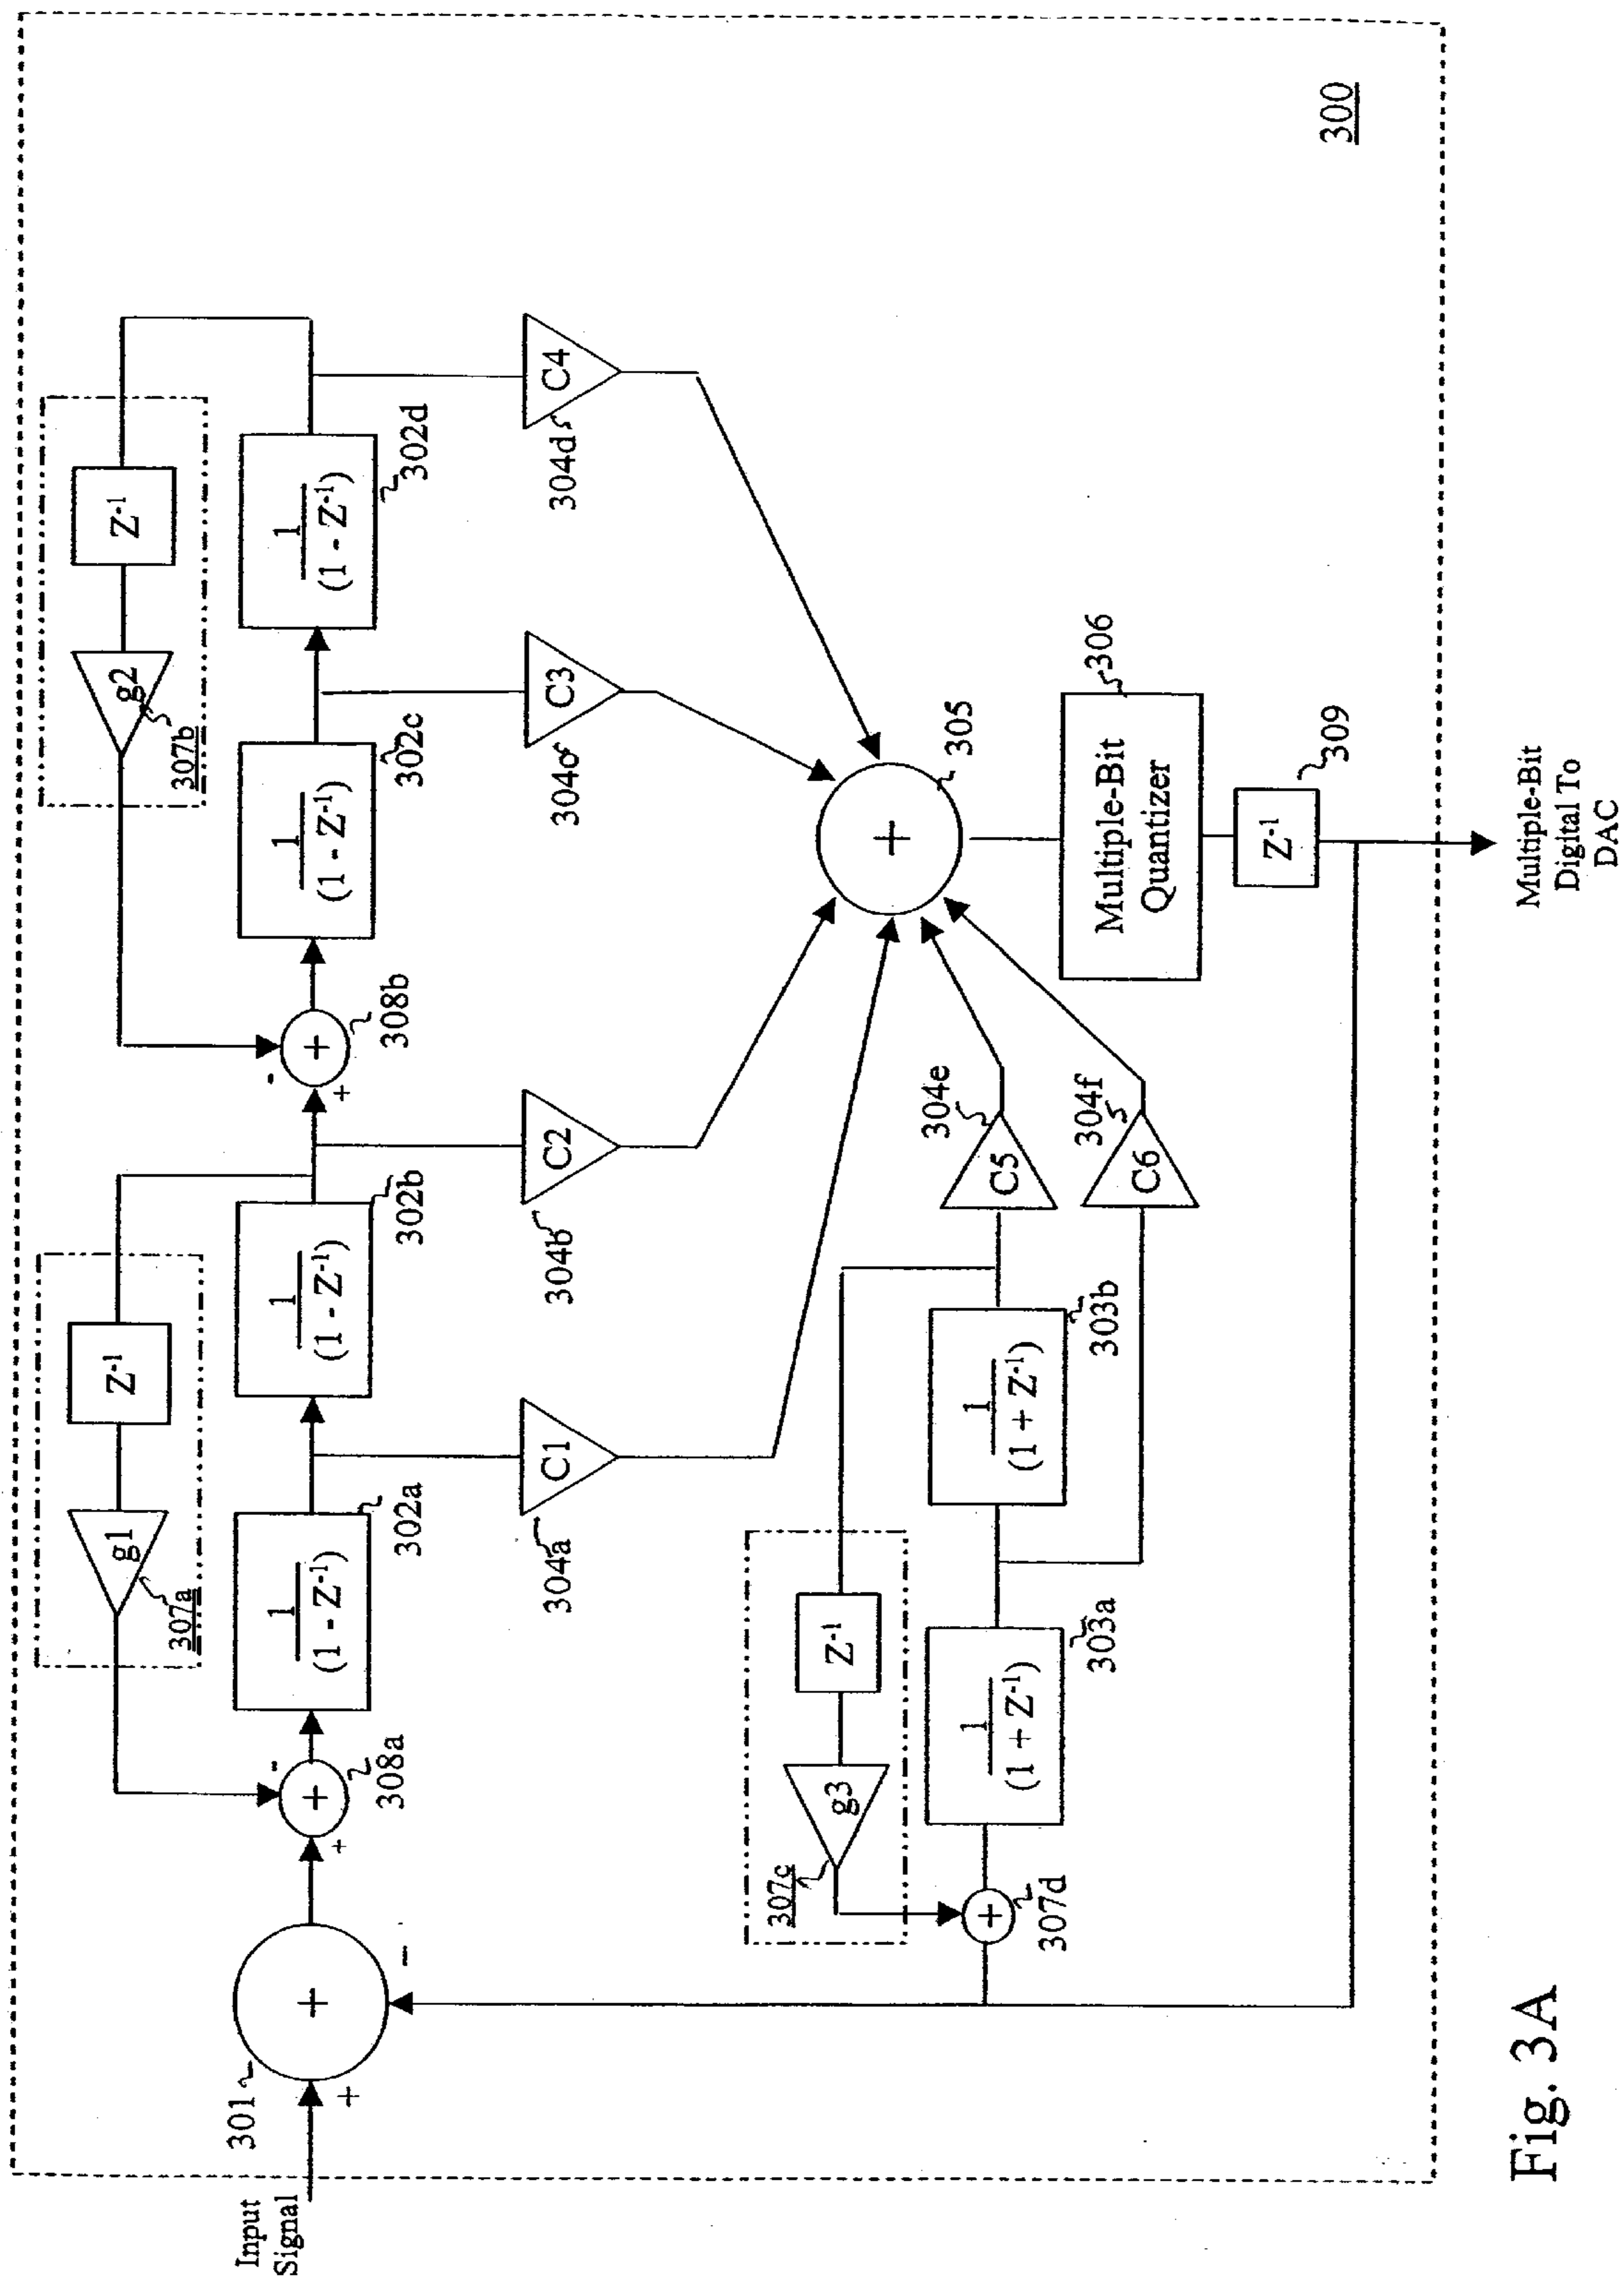 Z⁻¹
g2
307b
Z⁻¹
g1
307a
Input
Signal
+
301
+
-
+
308a
+
-
1
(1 - Z⁻¹)
302a
1
(1 - Z⁻¹)
302b
+
308b
+
-
1
(1 - Z⁻¹)
302c
1
(1 - Z⁻¹)
302d
C1
304a
C2
304b
C3
304c
C4
304d
Z⁻¹
g3
307c
+
307d
1
(1 + Z⁻¹)
303a
1
(1 + Z⁻¹)
303b
C5
304e
C6
304f
+
305
Multiple-Bit
Quantizer
306
Z⁻¹
309
300
Multiple-Bit
Digital To
DAC
Fig. 3A